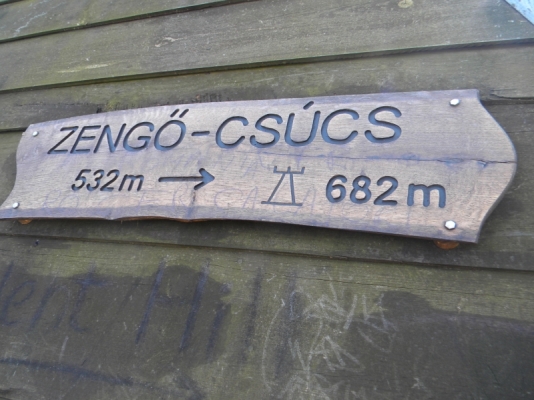 ZENGŐ-CSÚCS
532m → 682m